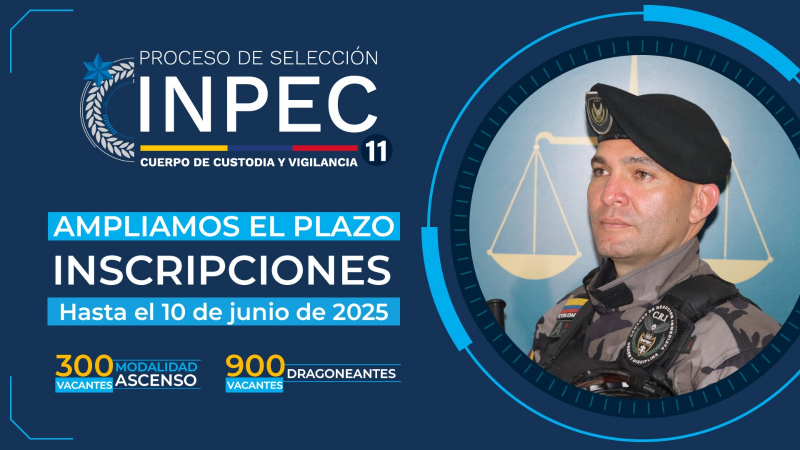 PROCESO DE SELECCIÓN
INPEC
CUERPO DE CUSTODIA Y VIGILANCIA 11
AMPLIAMOS EL PLAZO
INSCRIPCIONES
Hasta el 10 de junio de 2025
300 MODALIDAD
VACANTES ASCENSO
900 DRAGONEANTES
VACANTES
CRI